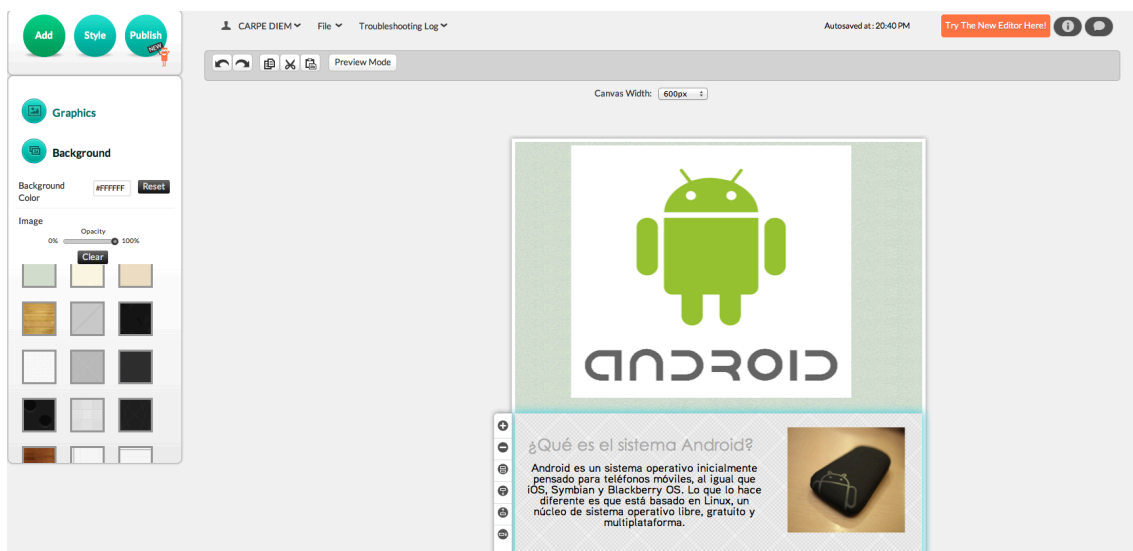 Add
Style
Publish
NEW
CARPE DIEM
File
Troubleshooting Log
Autosaved at: 20:40 PM
Try The New Editor Here!
Preview Mode
Canvas Width: 600px
Graphics
Background
Background
Color
#FFFFFF
Reset
Image
Opacity
0%
100%
Clear
ANDROID
¿Qué es el sistema Android?
Android es un sistema operativo inicialmente
pensado para teléfonos móviles, al igual que
iOS, Symbian y Blackberry OS. Lo que lo hace
diferente es que está basado en Linux, un
núcleo de sistema operativo libre, gratuito y
multiplataforma.